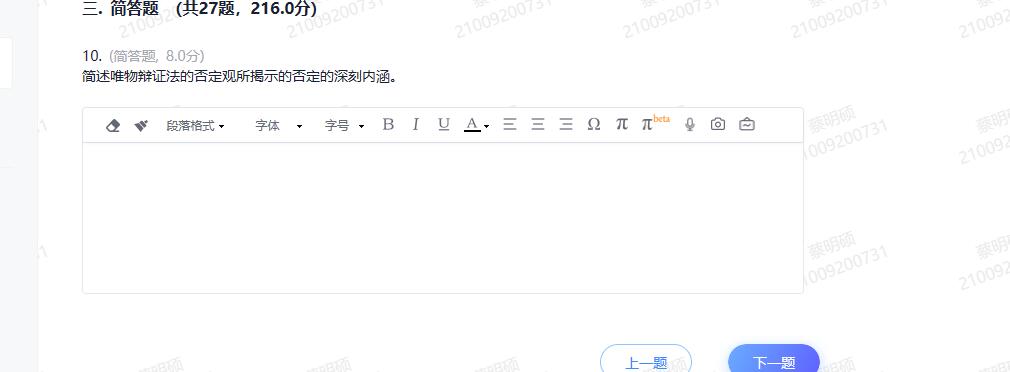 三. 简答题 (共27题，216.0分)
10. (简答题, 8.0分)
简述唯物辩证法的否定观所揭示的否定的深刻内涵。
段落格式 字体 字号 B I U A Ω π π beta
上一题 下一题
蔡明硕
21009200731